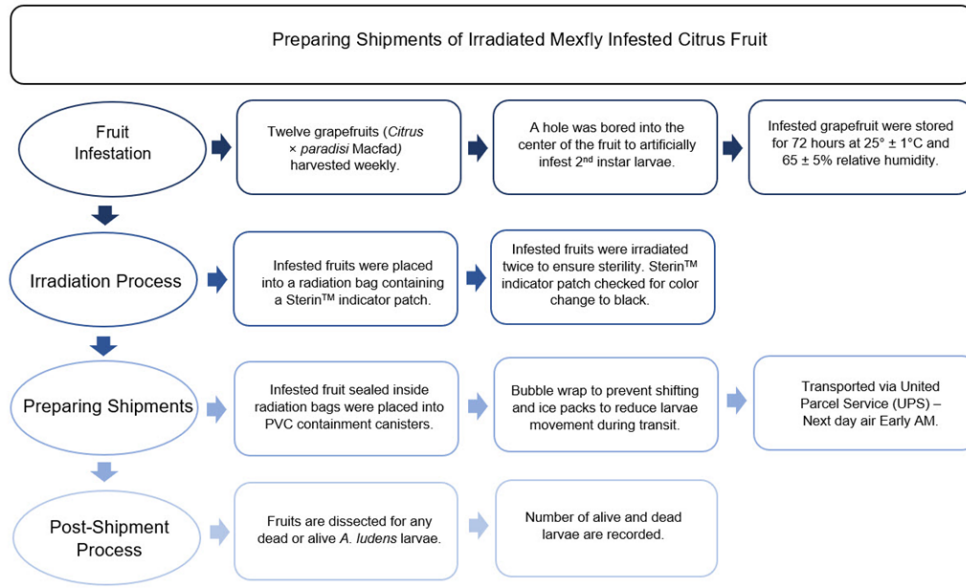 Preparing Shipments of Irradiated Mexfly Infested Citrus Fruit
Fruit
Infestation
Twelve grapefruits (Citrus
× paradisi Macfad)
harvested weekly.
A hole was bored into the
center of the fruit to artificially
infest 2nd instar larvae.
Infested grapefruit were stored
for 72 hours at 25° ± 1°C and
65 ± 5% relative humidity.
Irradiation Process
Infested fruits were placed
into a radiation bag containing
a Sterin™ indicator patch.
Infested fruits were irradiated
twice to ensure sterility. Sterin™
indicator patch checked for color
change to black.
Preparing Shipments
Infested fruit sealed inside
radiation bags were placed into
PVC containment canisters.
Bubble wrap to prevent shifting
and ice packs to reduce larvae
movement during transit.
Transported via United
Parcel Service (UPS) –
Next day air Early AM.
Post-Shipment
Process
Fruits are dissected for any
dead or alive A. ludens larvae.
Number of alive and dead
larvae are recorded.